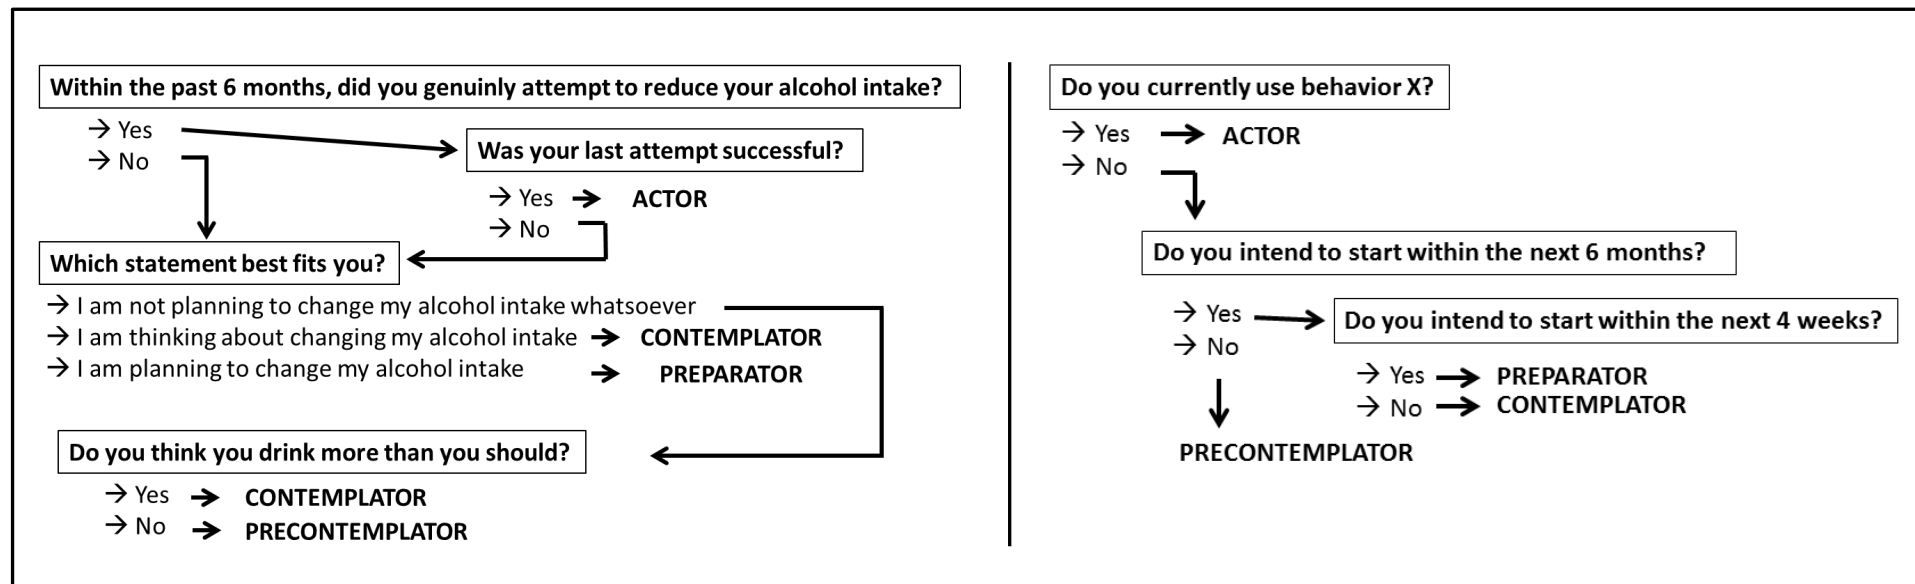 Within the past 6 months, did you genuinly attempt to reduce your alcohol intake?
→ Yes
→ No
Was your last attempt successful?
→ Yes → ACTOR
→ No
Which statement best fits you?
→ I am not planning to change my alcohol intake whatsoever
→ I am thinking about changing my alcohol intake → CONTEMPLATOR
→ I am planning to change my alcohol intake → PREPARATOR
Do you think you drink more than you should?
→ Yes → CONTEMPLATOR
→ No → PRECONTEMPLATOR
Do you currently use behavior X?
→ Yes → ACTOR
→ No
Do you intend to start within the next 6 months?
→ Yes
→ No
Do you intend to start within the next 4 weeks?
→ Yes → PREPARATOR
→ No → CONTEMPLATOR
PRECONTEMPLATOR